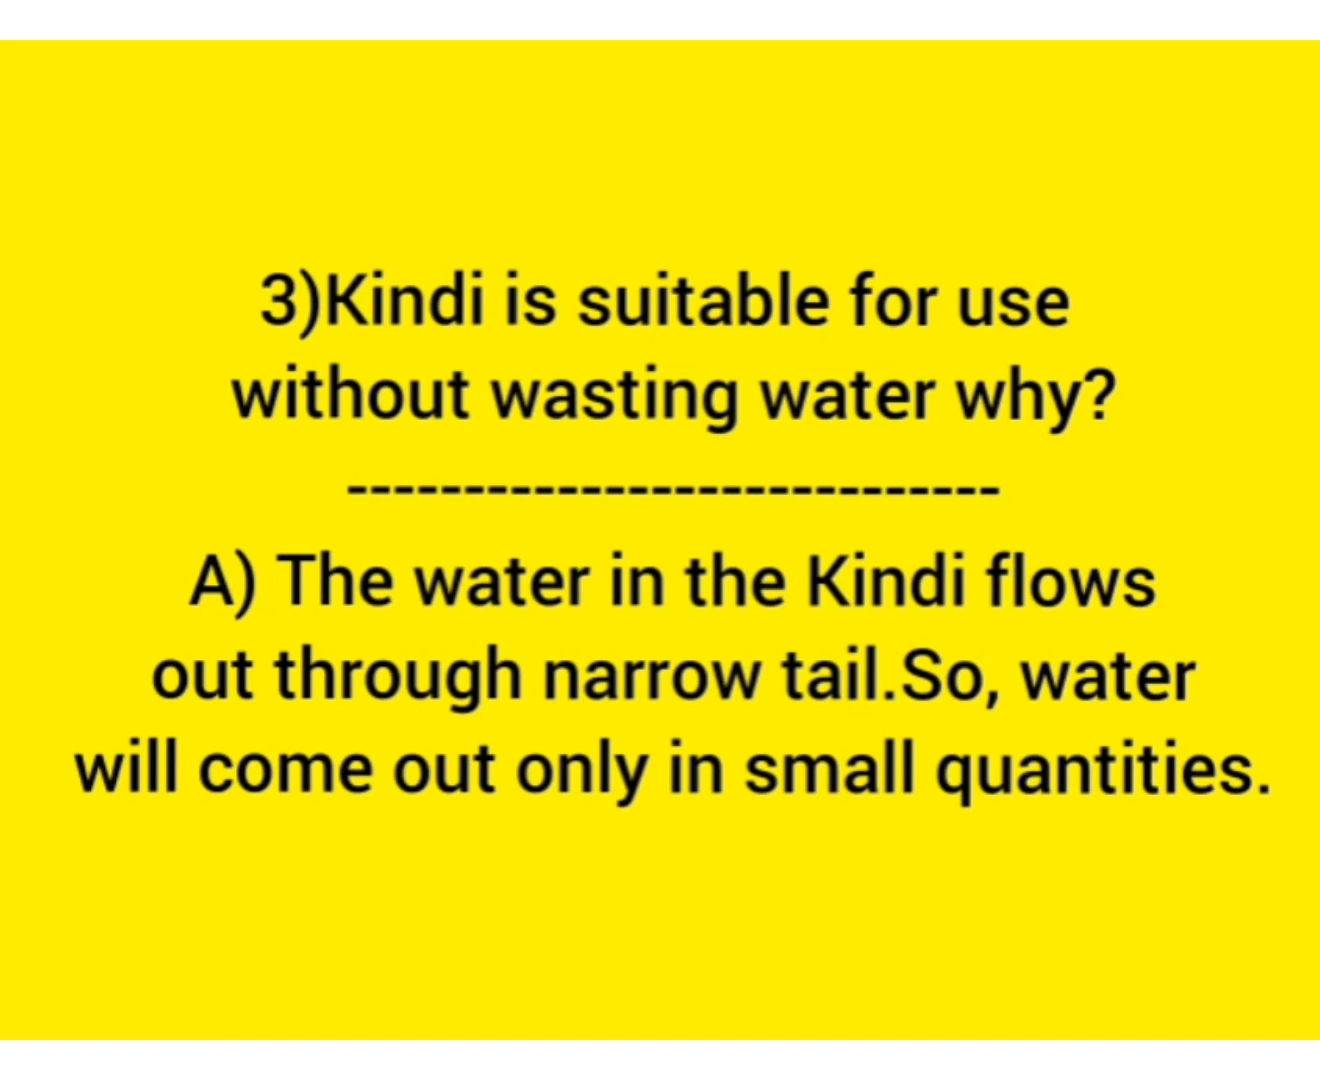 3)Kindi is suitable for use
without wasting water why?
----------------------------
A) The water in the Kindi flows
out through narrow tail.So, water
will come out only in small quantities.